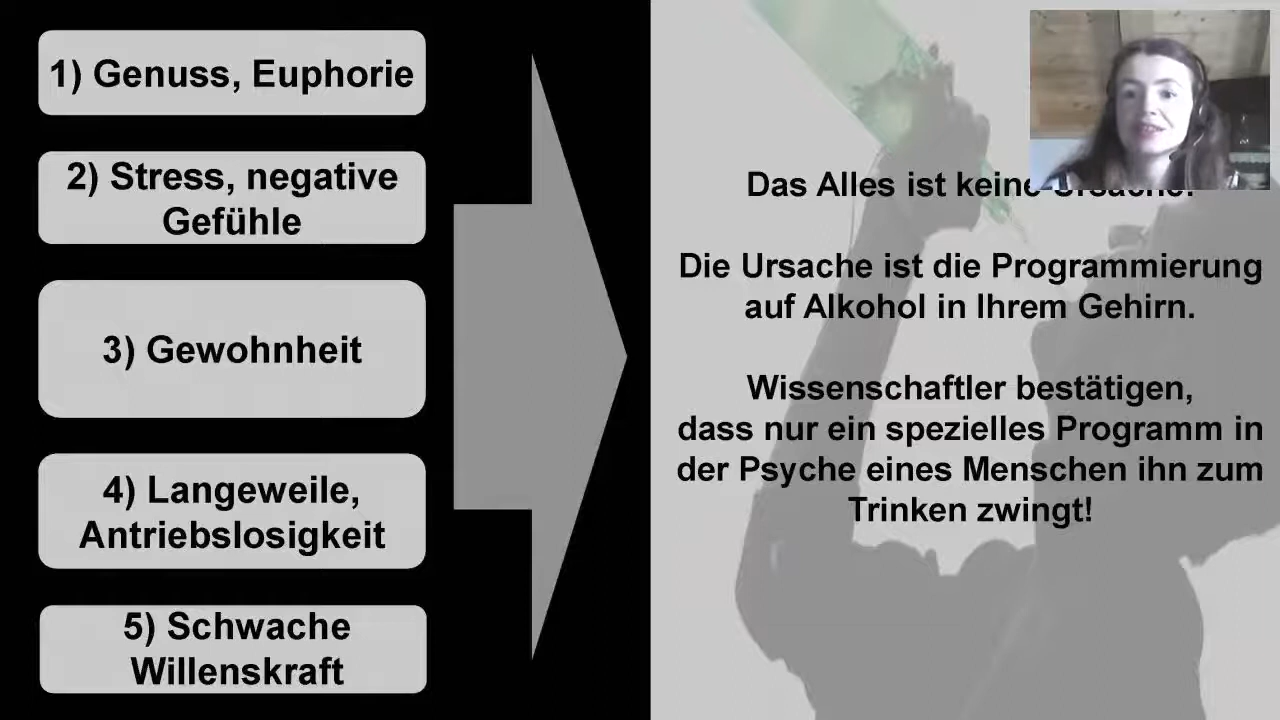 1) Genuss, Euphorie
2) Stress, negative
Gefühle
3) Gewohnheit
4) Langeweile,
Antriebslosigkeit
5) Schwache
Willenskraft
Das Alles ist keine Ursache!
Die Ursache ist die Programmierung
auf Alkohol in Ihrem Gehirn.
Wissenschaftler bestätigen,
dass nur ein spezielles Programm in
der Psyche eines Menschen ihn zum
Trinken zwingt!